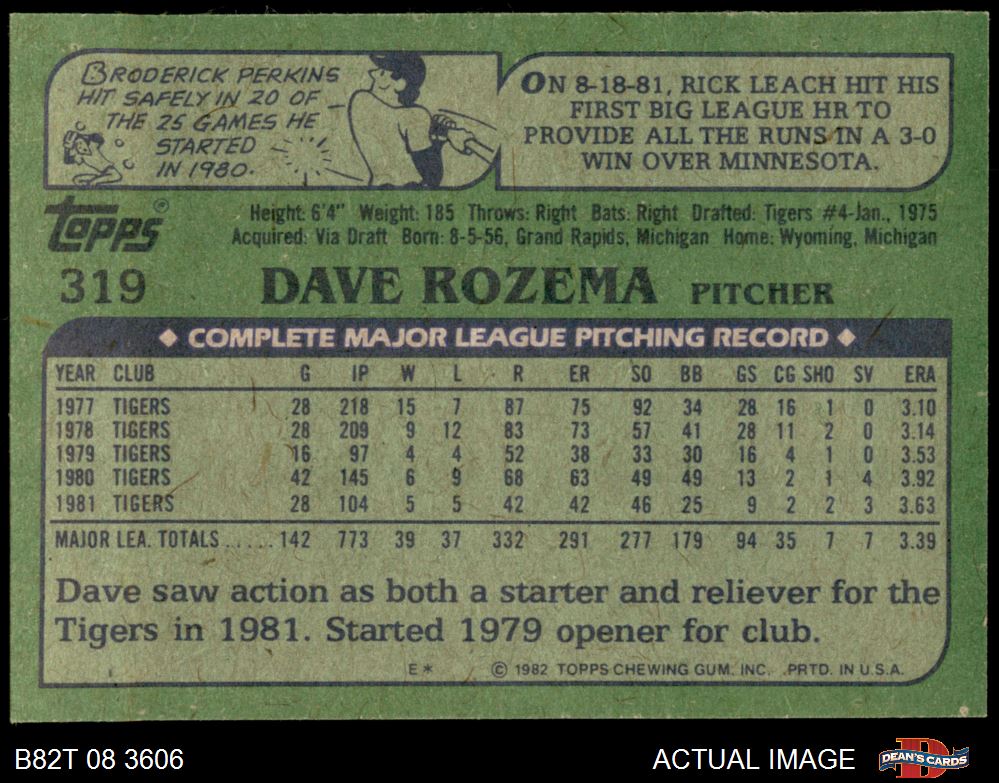 BRODERICK PERKINS
HIT SAFELY IN 20 OF
THE 25 GAMES HE
STARTED
IN 1980.
ON 8-18-81, RICK LEACH HIT HIS
FIRST BIG LEAGUE HR TO
PROVIDE ALL THE RUNS IN A 3-0
WIN OVER MINNESOTA.
topps®
Height: 6'4" Weight: 185 Throws: Right Bats: Right Drafted: Tigers #4-Jan., 1975
Acquired: Via Draft Born: 8-5-56, Grand Rapids, Michigan Home: Wyoming, Michigan
319 DAVE ROZEMA PITCHER
◆ COMPLETE MAJOR LEAGUE PITCHING RECORD ◆
YEAR CLUB G IP W L R ER SO BB GS CG SHO SV ERA
1977 TIGERS 28 218 15 7 87 75 92 34 28 16 1 0 3.10
1978 TIGERS 28 209 9 12 83 73 57 41 28 11 2 0 3.14
1979 TIGERS 16 97 4 4 52 38 33 30 16 4 1 0 3.53
1980 TIGERS 42 145 6 9 68 63 49 49 13 2 1 4 3.92
1981 TIGERS 28 104 5 5 42 42 46 25 9 2 2 3 3.63
MAJOR LEA. TOTALS ..... 142 773 39 37 332 291 277 179 94 35 7 7 3.39
Dave saw action as both a starter and reliever for the
Tigers in 1981. Started 1979 opener for club.
E* © 1982 TOPPS CHEWING GUM. INC. PRTD. IN U.S.A.
B82T 08 3606 ACTUAL IMAGE DEAN'S CARDS